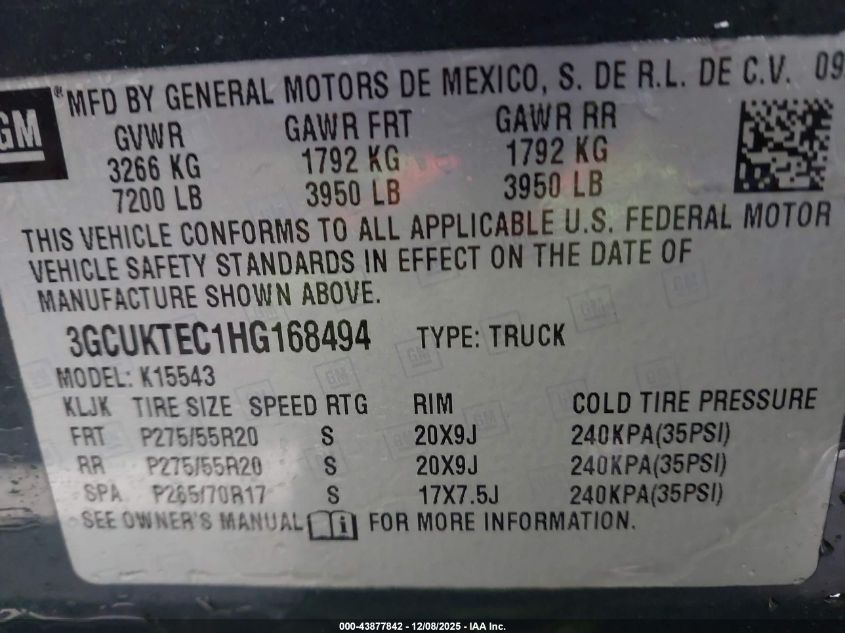 GM
® MFD BY GENERAL MOTORS DE MEXICO, S. DE R.L. DE C.V. 09
GVWR GAWR FRT GAWR RR
3266 KG 1792 KG 1792 KG
7200 LB 3950 LB 3950 LB
THIS VEHICLE CONFORMS TO ALL APPLICABLE U.S. FEDERAL MOTOR
VEHICLE SAFETY STANDARDS IN EFFECT ON THE DATE OF
MANUFACTURE SHOWN ABOVE.
3GCUKTEC1HG168494 TYPE: TRUCK
MODEL: K15543
KLJK TIRE SIZE SPEED RTG RIM COLD TIRE PRESSURE
FRT P275/55R20 S 20X9J 240KPA(35PSI)
RR P275/55R20 S 20X9J 240KPA(35PSI)
SPA P265/70R17 S 17X7.5J 240KPA(35PSI)
SEE OWNER'S MANUAL i FOR MORE INFORMATION.
000-43877842 | 12/08/2025 - IAA Inc.